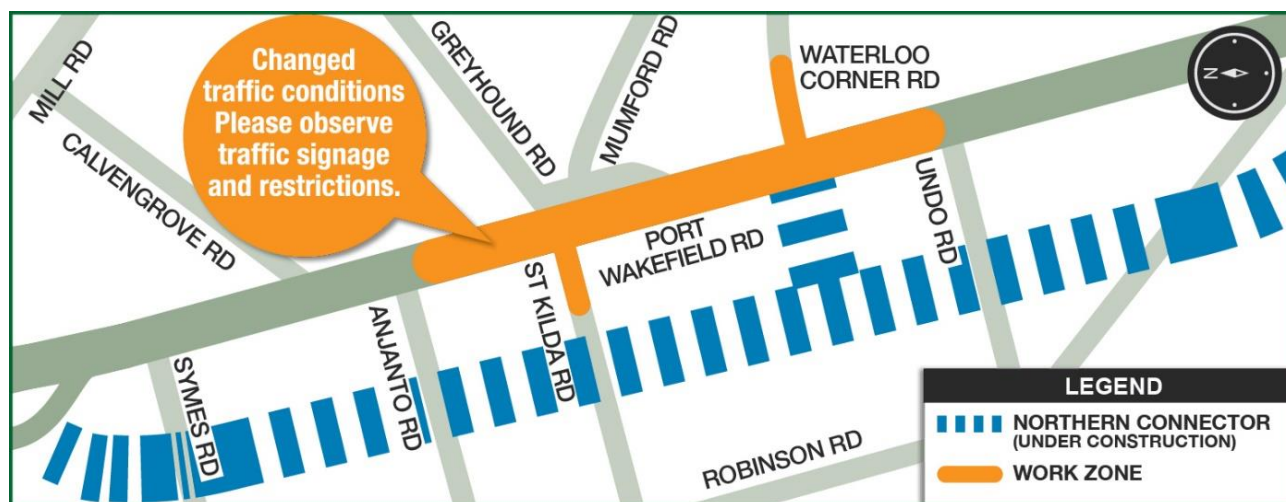 MILL RD
CALVENGROVE RD
Changed
traffic conditions
Please observe
traffic signage
and restrictions.
GREYHOUND RD
MUMFORD RD
WATERLOO
CORNER RD
N
UNDO RD
PORT
WAKEFIELD RD
ST KILDA RD
ANJANTO RD
SYMES RD
ROBINSON RD
LEGEND
NORTHERN CONNECTOR
(UNDER CONSTRUCTION)
WORK ZONE